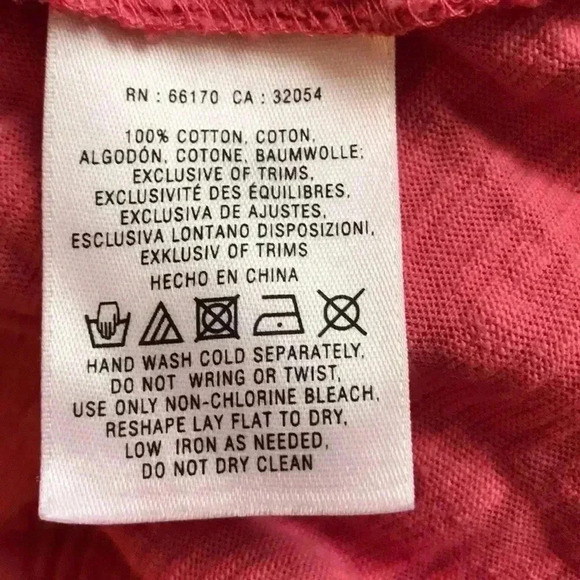 RN : 66170 CA : 32054
100% COTTON, COTON,
ALGODÓN, COTONE, BAUMWOLLE;
EXCLUSIVE OF TRIMS,
EXCLUSIVITÉ DES ÉQUILIBRES,
EXCLUSIVA DE AJUSTES,
ESCLUSIVA LONTANO DISPOSIZIONI,
EXKLUSIV OF TRIMS
HECHO EN CHINA
HAND WASH COLD SEPARATELY,
DO NOT WRING OR TWIST,
USE ONLY NON-CHLORINE BLEACH,
RESHAPE LAY FLAT TO DRY,
LOW IRON AS NEEDED,
DO NOT DRY CLEAN